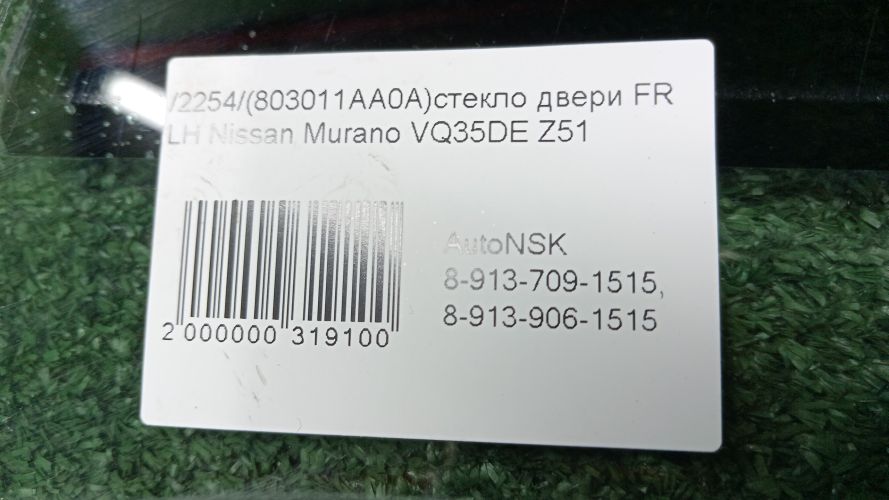 /2254/(803011AA0A)стекло двери FR
LH Nissan Murano VQ35DE Z51
AutoNSK
8-913-709-1515,
8-913-906-1515
2 000000 319100